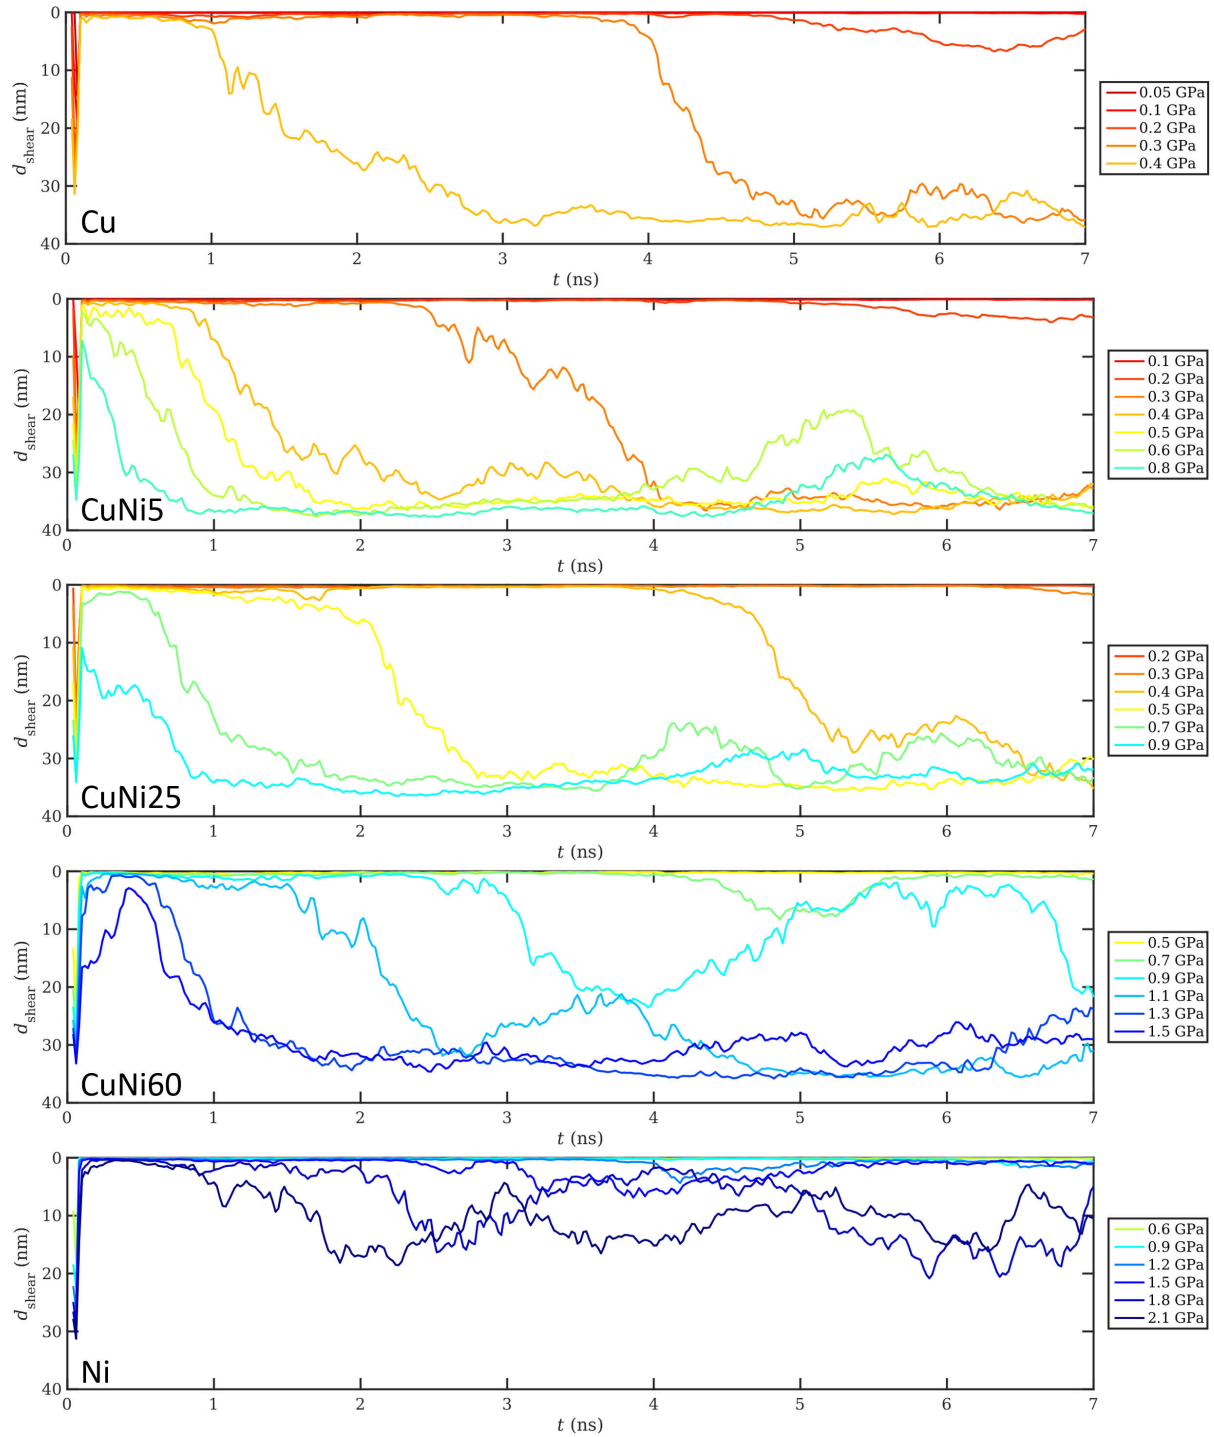 0
10
20
30
40
d_shear (nm)
Cu
0 1 2 3 4 5 6 7
t (ns)
0.05 GPa
0.1 GPa
0.2 GPa
0.3 GPa
0.4 GPa
0
10
20
30
40
d_shear (nm)
CuNi5
0 1 2 3 4 5 6 7
t (ns)
0.1 GPa
0.2 GPa
0.3 GPa
0.4 GPa
0.5 GPa
0.6 GPa
0.8 GPa
0
10
20
30
40
d_shear (nm)
CuNi25
0 1 2 3 4 5 6 7
t (ns)
0.2 GPa
0.3 GPa
0.4 GPa
0.5 GPa
0.7 GPa
0.9 GPa
0
10
20
30
40
d_shear (nm)
CuNi60
0 1 2 3 4 5 6 7
t (ns)
0.5 GPa
0.7 GPa
0.9 GPa
1.1 GPa
1.3 GPa
1.5 GPa
0
10
20
30
40
d_shear (nm)
Ni
0 1 2 3 4 5 6 7
t (ns)
0.6 GPa
0.9 GPa
1.2 GPa
1.5 GPa
1.8 GPa
2.1 GPa